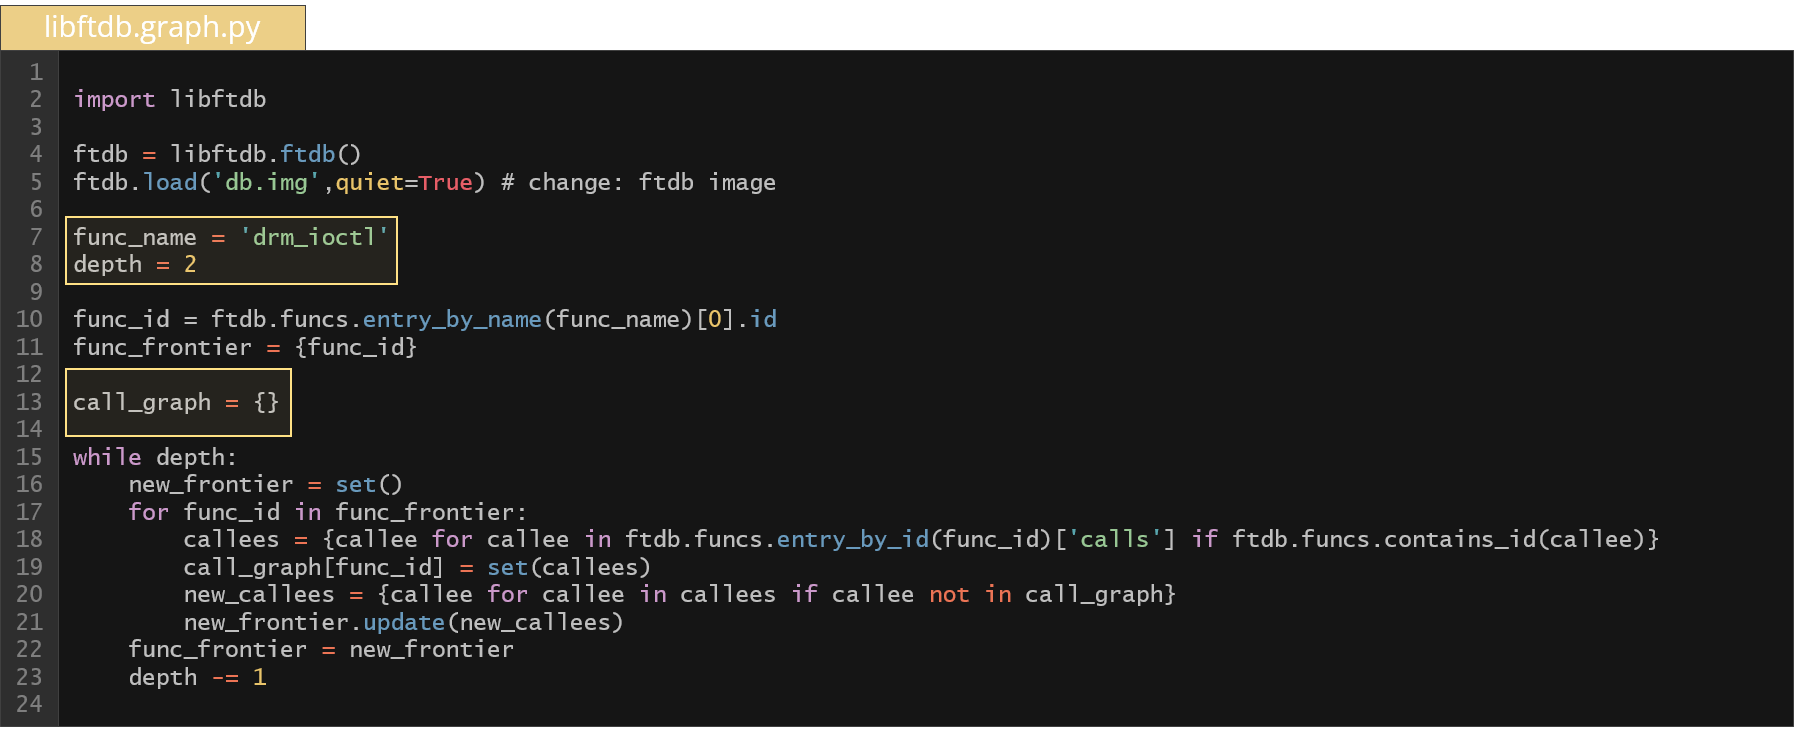 libftdb.graph.py
1
2 import libftdb
3
4 ftdb = libftdb.ftdb()
5 ftdb.load('db.img',quiet=True) # change: ftdb image
6
7 func_name = 'drm_ioctl'
8 depth = 2
9
10 func_id = ftdb.funcs.entry_by_name(func_name)[0].id
11 func_frontier = {func_id}
12
13 call_graph = {}
14
15 while depth:
16     new_frontier = set()
17     for func_id in func_frontier:
18         callees = {callee for callee in ftdb.funcs.entry_by_id(func_id)['calls'] if ftdb.funcs.contains_id(callee)}
19         call_graph[func_id] = set(callees)
20         new_callees = {callee for callee in callees if callee not in call_graph}
21         new_frontier.update(new_callees)
22     func_frontier = new_frontier
23     depth -= 1
24